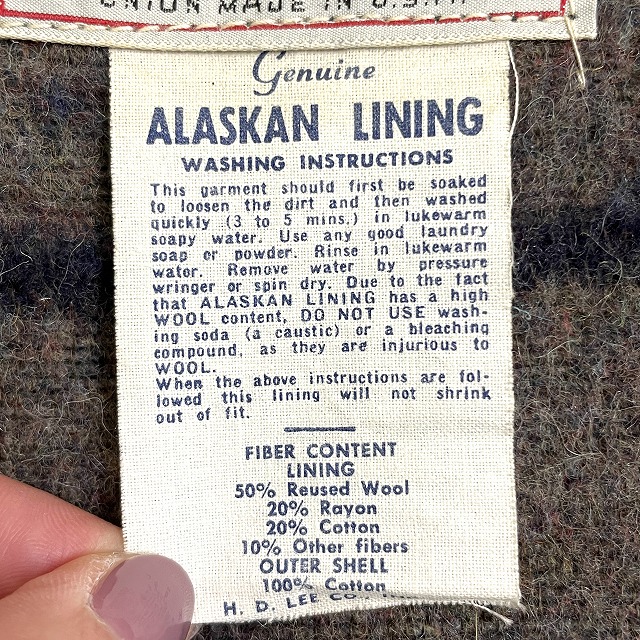 UNION MADE IN U.S.A.
Genuine
ALASKAN LINING
WASHING INSTRUCTIONS
This garment should first be soaked
to loosen the dirt and then washed
quickly (3 to 5 mins.) in lukewarm
soapy water. Use any good laundry
soap or powder. Rinse in lukewarm
water. Remove water by pressure
wringer or spin dry. Due to the fact
that ALASKAN LINING has a high
WOOL content, DO NOT USE wash-
ing soda (a caustic) or a bleaching
compound, as they are injurious to
WOOL.
When the above instructions are fol-
lowed this lining will not shrink
out of fit.
FIBER CONTENT
LINING
50% Reused Wool
20% Rayon
20% Cotton
10% Other fibers
OUTER SHELL
100% Cotton
H. D. LEE